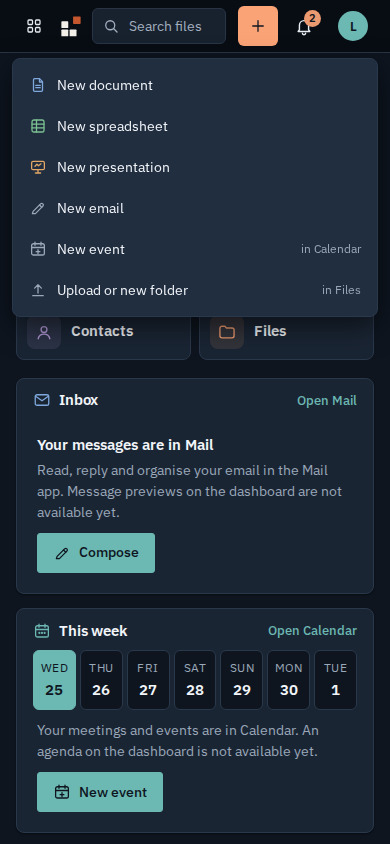 Search files
2
L
New document
New spreadsheet
New presentation
New email
New event
in Calendar
Upload or new folder
in Files
Contacts
Files
Inbox
Open Mail
Your messages are in Mail
Read, reply and organise your email in the Mail
app. Message previews on the dashboard are not
available yet.
Compose
This week
Open Calendar
WED THU FRI SAT SUN MON TUE
25 26 27 28 29 30 1
Your meetings and events are in Calendar. An
agenda on the dashboard is not available yet.
New event